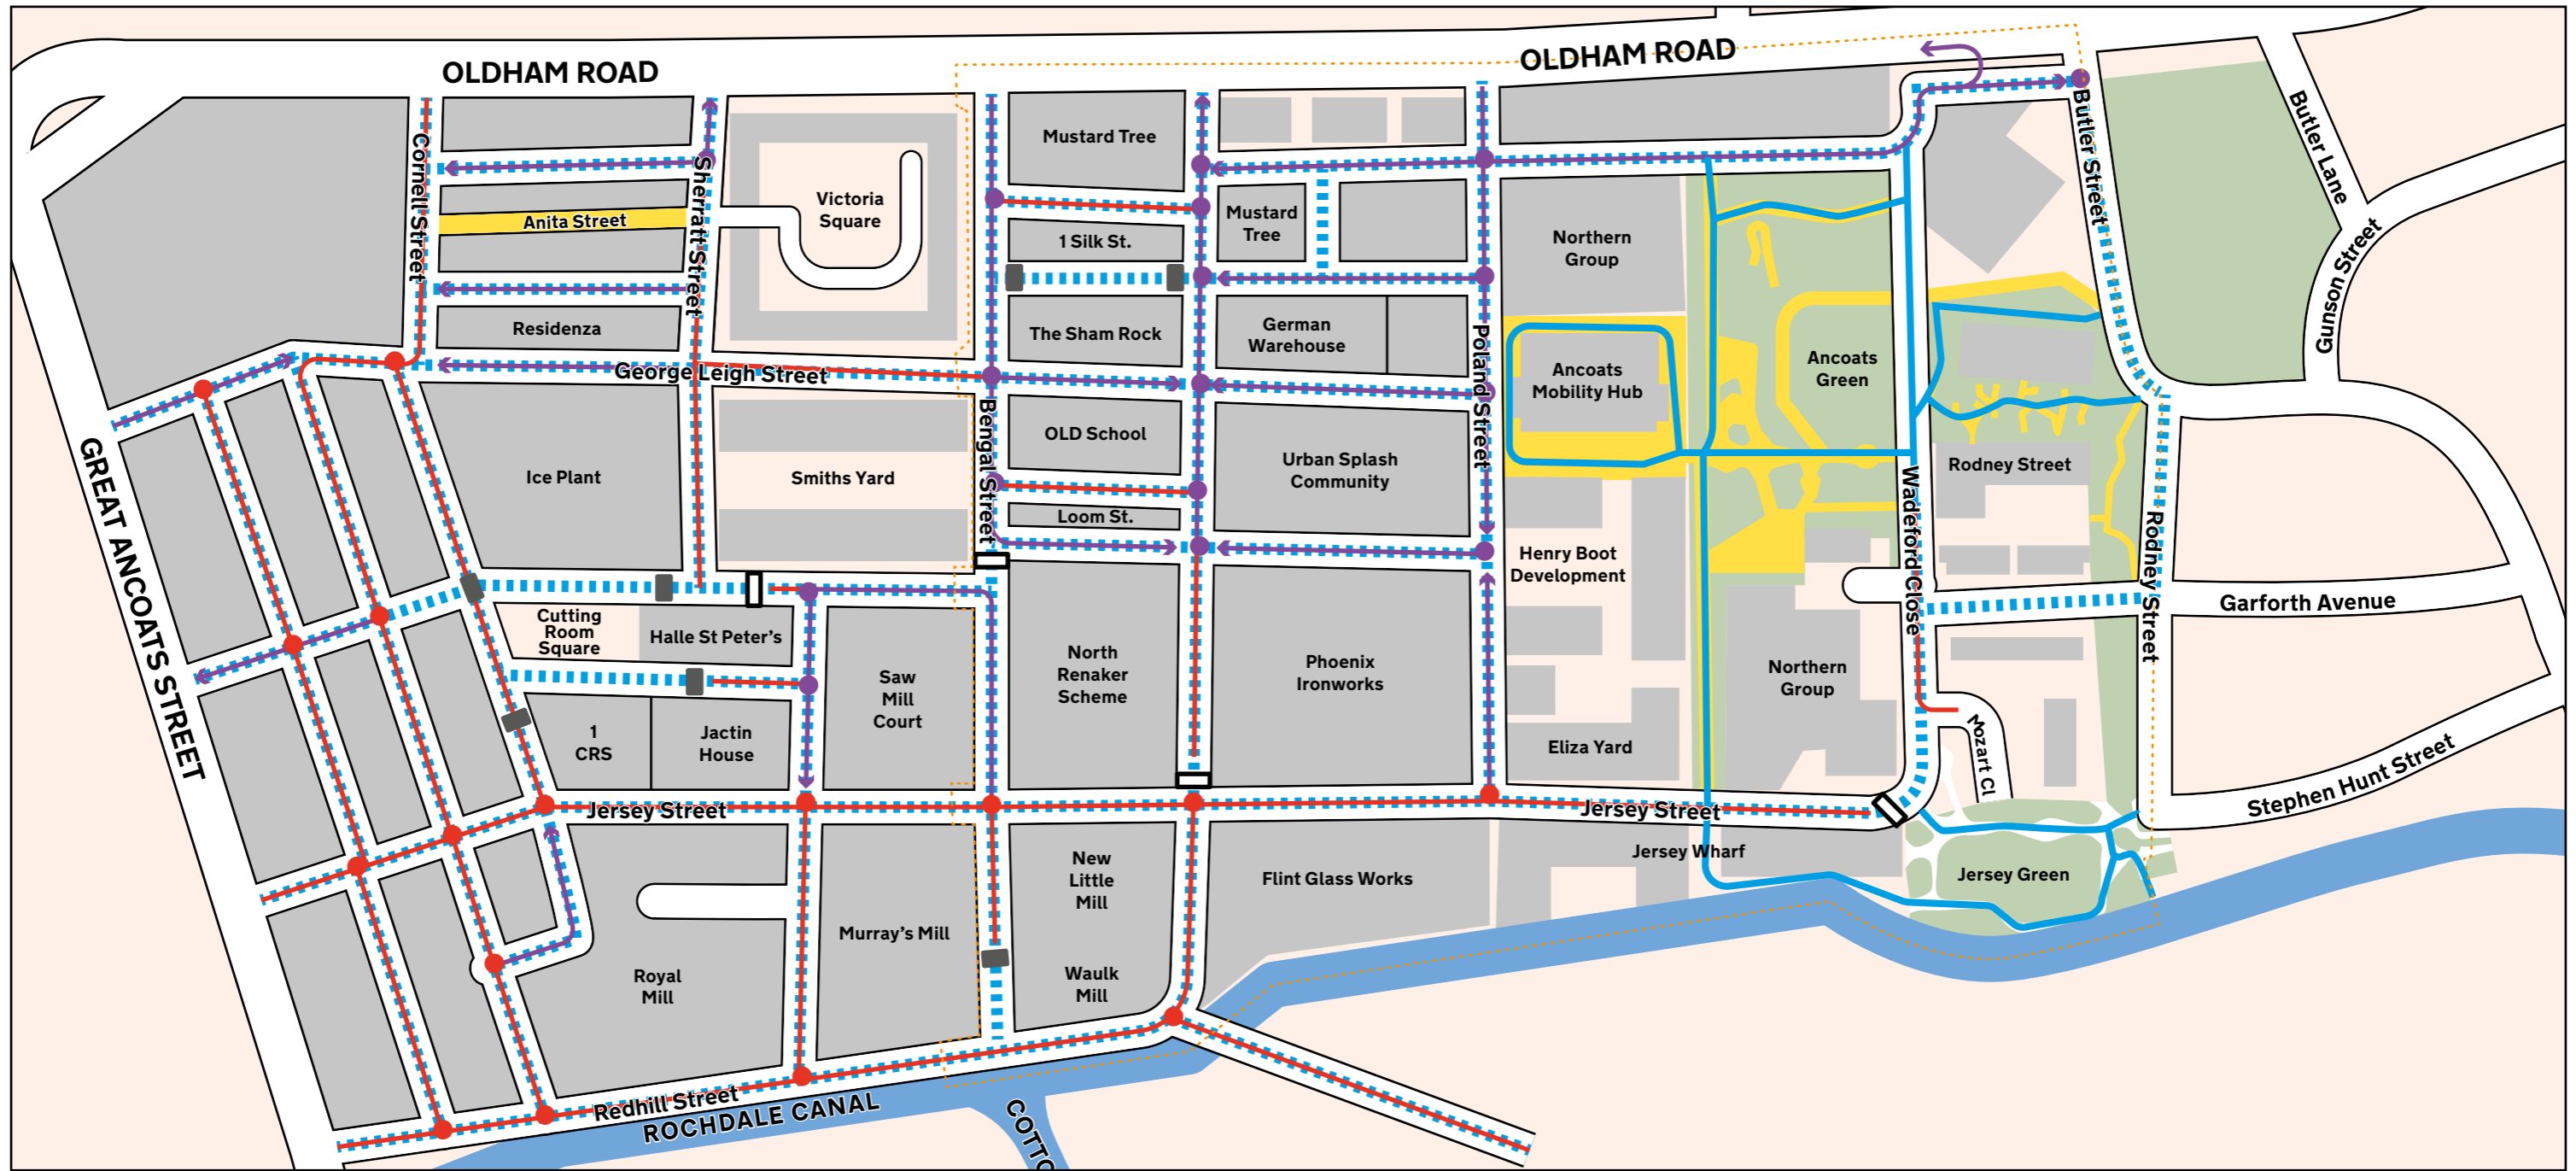 OLDHAM ROAD
OLDHAM ROAD
Cornell Street
Sherratt Street
Anita Street
Residenza
Victoria
Square
Mustard Tree
1 Silk St.
Mustard
Tree
The Sham Rock
German
Warehouse
Northern
Group
Ancoats
Mobility Hub
Ancoats
Green
Butler Street
Butler Lane
Gunson Street
George Leigh Street
Bengal Street
Poland Street
OLD School
Urban Splash
Community
Ice Plant
Smiths Yard
Loom St.
Rodney Street
Wadeford Close
Rodney Street
Henry Boot
Development
Garforth Avenue
GREAT ANCOATS STREET
Cutting
Room
Square
Halle St Peter's
Saw
Mill
Court
North
Renaker
Scheme
Phoenix
Ironworks
Northern
Group
1
CRS
Jactin
House
Eliza Yard
Mozart Cl
Stephen Hunt Street
Jersey Street
Jersey Street
Jersey Wharf
Jersey Green
New
Little
Mill
Flint Glass Works
Murray's Mill
Royal
Mill
Waulk
Mill
Redhill Street
ROCHDALE CANAL
COTTO